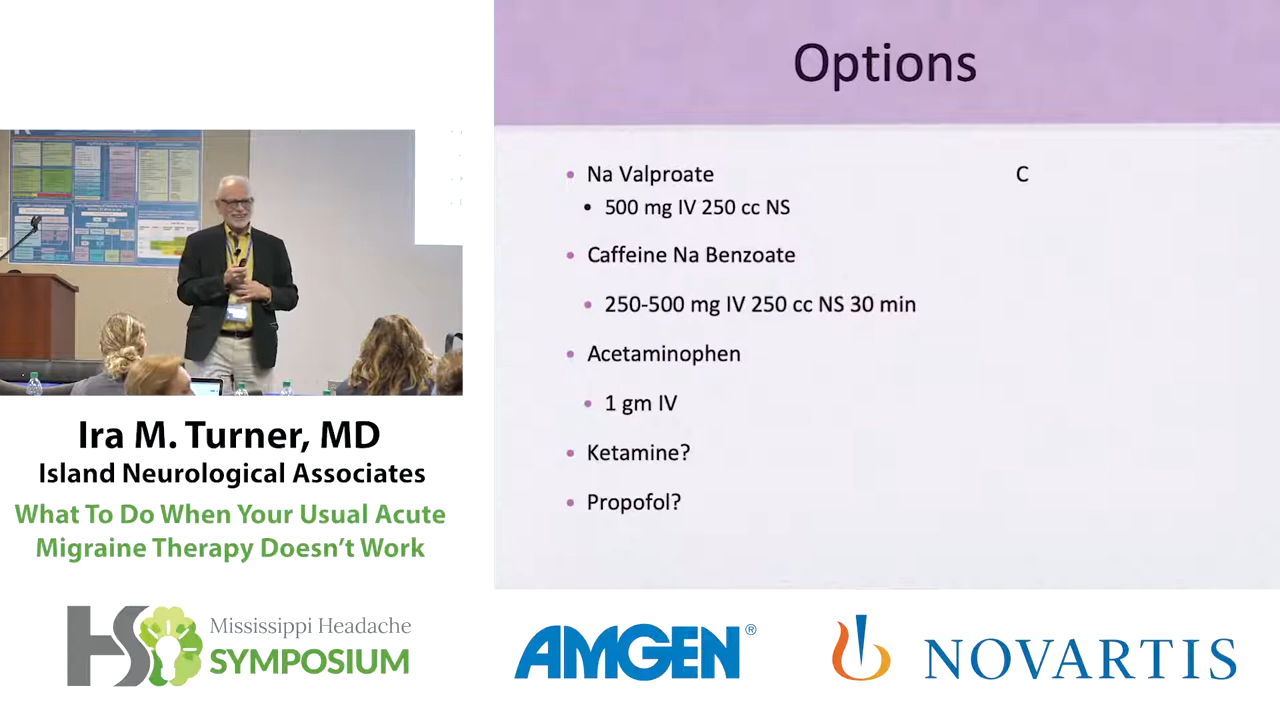 Options
• Na Valproate C
• 500 mg IV 250 cc NS
• Caffeine Na Benzoate
• 250-500 mg IV 250 cc NS 30 min
• Acetaminophen
• 1 gm IV
• Ketamine?
• Propofol?
Ira M. Turner, MD
Island Neurological Associates
What To Do When Your Usual Acute
Migraine Therapy Doesn’t Work
HS
Mississippi Headache
SYMPOSIUM
AMGEN®
NOVARTIS